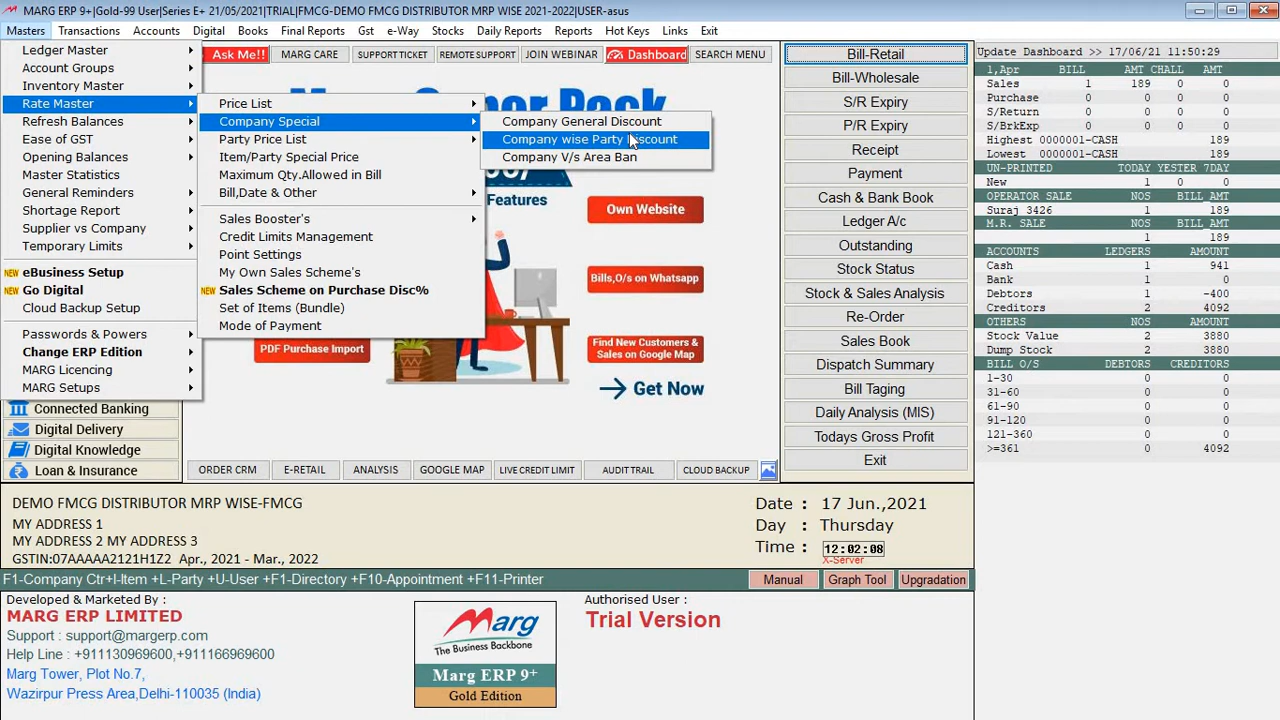 MARG ERP 9+|Gold-99 User|Series E+ 21/05/2021|TRIAL|FMCG-DEMO FMCG DISTRIBUTOR MRP WISE 2021-2022|USER-asus
Masters Transactions Accounts Digital Books Final Reports Gst e-Way Stocks Daily Reports Reports Hot Keys Links Exit
Ask Me!! MARG CARE SUPPORT TICKET REMOTE SUPPORT JOIN WEBINAR Dashboard SEARCH MENU
Ledger Master
Account Groups
Inventory Master
Rate Master
Refresh Balances
Ease of GST
Opening Balances
Master Statistics
General Reminders
Shortage Report
Supplier vs Company
Temporary Limits
NEW eBusiness Setup
NEW Go Digital
Cloud Backup Setup
Passwords & Powers
Change ERP Edition
MARG Licencing
MARG Setups
Connected Banking
Digital Delivery
Digital Knowledge
Loan & Insurance
Price List
Company Special
Party Price List
Item/Party Special Price
Maximum Qty.Allowed in Bill
Bill,Date & Other
Sales Booster's
Credit Limits Management
Point Settings
My Own Sales Scheme's
NEW Sales Scheme on Purchase Disc%
Set of Items (Bundle)
Mode of Payment
Company General Discount
Company wise Party Discount
Company V/s Area Ban
Features
Own Website
Bills,O/s on Whatsapp
PDF Purchase Import
Find New Customers
& Sales on Google Map
Get Now
ORDER CRM E-RETAIL ANALYSIS GOOGLE MAP LIVE CREDIT LIMIT AUDIT TRAIL CLOUD BACKUP
Bill-Retail
Bill-Wholesale
S/R Expiry
P/R Expiry
Receipt
Payment
Cash & Bank Book
Ledger A/c
Outstanding
Stock Status
Stock & Sales Analysis
Re-Order
Sales Book
Dispatch Summary
Bill Tagging
Daily Analysis (MIS)
Todays Gross Profit
Exit
Update Dashboard >> 17/06/21 11:50:29
1,Apr BILL AMT CHALL AMT
Sales 1 189 0 0
Purchase 0 0 0
S/Return 0 0 0
S/BrkExp 0 0 0
Highest 0000001-CASH 189
Lowest 0000001-CASH 189
UN-PRINTED TODAY YESTER 7DAY
New 0 0 0
OPERATOR SALE NOS BILL_AMT
Suraj 3426 1 189
M.R. SALE NOS BILL_AMT
1 189
ACCOUNTS LEDGERS AMOUNT
Cash 1 941
Bank 1 0
Debtors 1 -400
Creditors 2 4092
OTHERS NOS AMOUNT
Stock Value 2 3880
Dump Stock 2 3880
BILL O/S DEBTORS CREDITORS
1-30 0 0
31-60 0 0
61-90 0 0
91-120 0 0
121-360 0 0
>=361 0 4092
DEMO FMCG DISTRIBUTOR MRP WISE-FMCG
MY ADDRESS 1
MY ADDRESS 2 MY ADDRESS 3
GSTIN:07AAAAA2121H1Z2 Apr., 2021 - Mar., 2022
Date : 17 Jun.,2021
Day : Thursday
Time : 12:02:08
X-Server
F1-Company Ctr+I-Item +L-Party +U-User +F1-Directory +F10-Appointment +F11-Printer
Manual Graph Tool Upgradation
Developed & Marketed By :
MARG ERP LIMITED
Support : support@margerp.com
Help Line : +911130969600,+911166969600
Marg Tower, Plot No.7,
Wazirpur Press Area,Delhi-110035 (India)
Marg
The Business Backbone
Marg ERP 9+
Gold Edition
Authorised User :
Trial Version